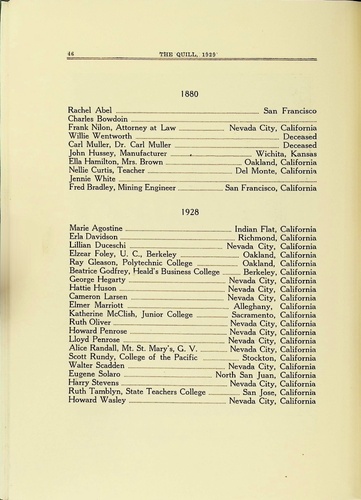 44 THE QUILL, 1929
1880
Rachel Abel San Francisco
Charles Bowdoin
Frank Nilon, Attorney at Law Nevada City, California
Willie Wentworth Deceased
Carl Muller, Dr. Carl Muller Deceased
John Hussey, Manufacturer Wichita, Kansas
Ella Hamilton, Mrs. Brown Oakland, California
Nellie Curtis, Teacher Del Monte, California
Jennie White
Fred Bradley, Mining Engineer San Francisco, California
1928
Marie Agostine Indian Flat, California
Erla Davidson Richmond, California
Lillian Duceschi Nevada City, California
Elzear Foley, U. C., Berkeley Oakland, California
Ray Gleason, Polytechnic College Oakland, California
Beatrice Godfrey, Heald's Business College Berkeley, California
George Hegarty Nevada City, California
Hattie Huson Nevada City, California
Cameron Larsen Nevada City, California
Elmer Marriott Alleghany, California
Katherine McClish, Junior College Sacramento, California
Ruth Oliver Nevada City, California
Howard Penrose Nevada City, California
Lloyd Penrose Nevada City, California
Alice Randall, Mt. St. Mary's, G. V. Nevada City, California
Scott Rundy, College of the Pacific Stockton, California
Walter Scadden Nevada City, California
Eugene Solaro North San Juan, California
Harry Stevens Nevada City, California
Ruth Tamblyn, State Teachers College San Jose, California
Howard Wasley Nevada City, California